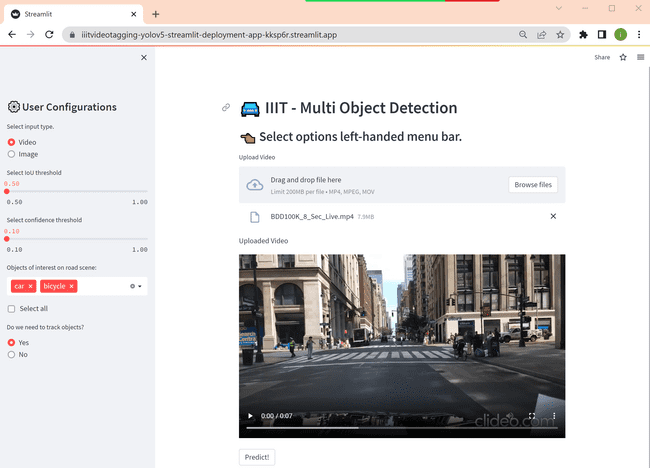 Streamlit
iiitvideotagging-yolov5-streamlit-deployment-app-kksp6r.streamlit.app
i
Share
User Configurations
Select input type.
Video
Image
Select IoU threshold
0.50
0.50 1.00
Select confidence threshold
0.10
0.10 1.00
Objects of interest on road scene:
car bicycle
Select all
Do we need to track objects?
Yes
No
IIIT - Multi Object Detection
Select options left-handed menu bar.
Upload Video
Drag and drop file here
Limit 200MB per file • MP4, MPEG, MOV
Browse files
BDD100K_8_Sec_Live.mp4 7.9MB
Uploaded Video
0:00 / 0:07
clideo.com
Predict!